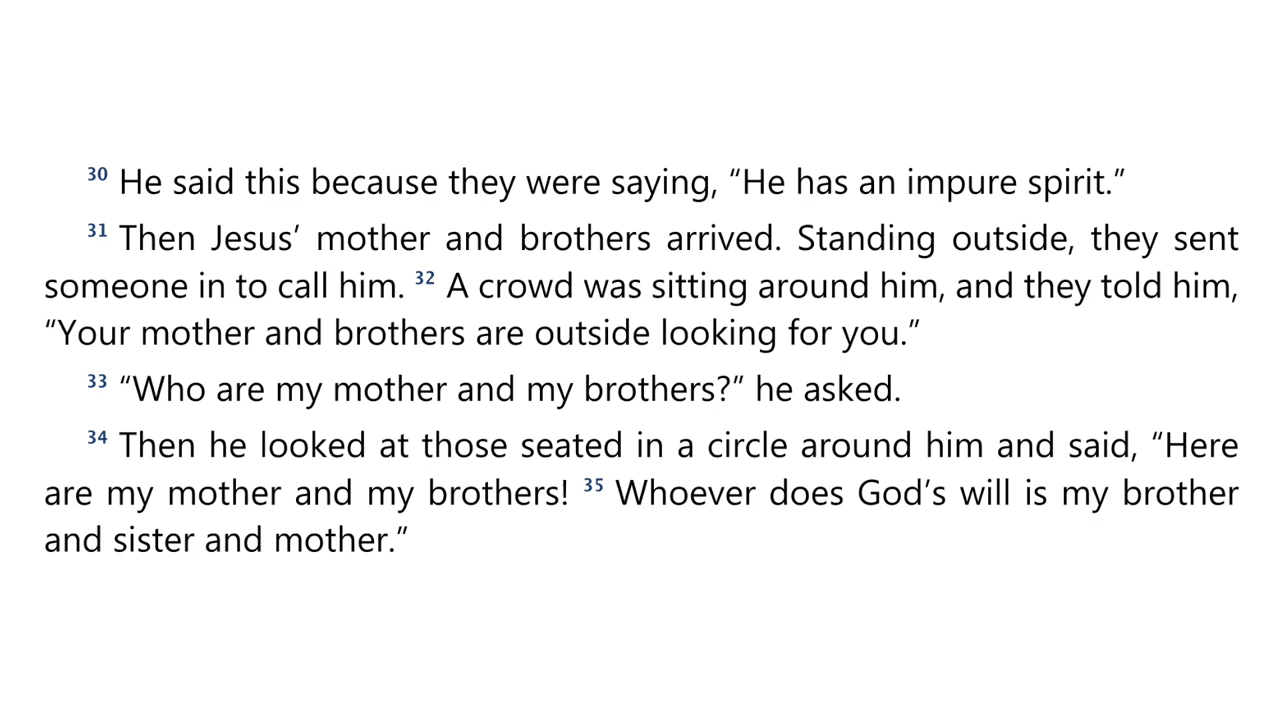 30 He said this because they were saying, “He has an impure spirit.”
31 Then Jesus’ mother and brothers arrived. Standing outside, they sent
someone in to call him. 32 A crowd was sitting around him, and they told him,
“Your mother and brothers are outside looking for you.”
33 “Who are my mother and my brothers?” he asked.
34 Then he looked at those seated in a circle around him and said, “Here
are my mother and my brothers! 35 Whoever does God’s will is my brother
and sister and mother.”